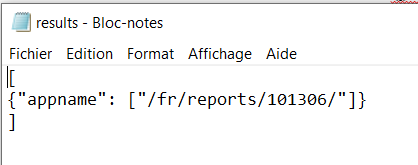 results - Bloc-notes
Fichier Edition Format Affichage Aide
[
{"appname": ["/fr/reports/101306/"]}
]